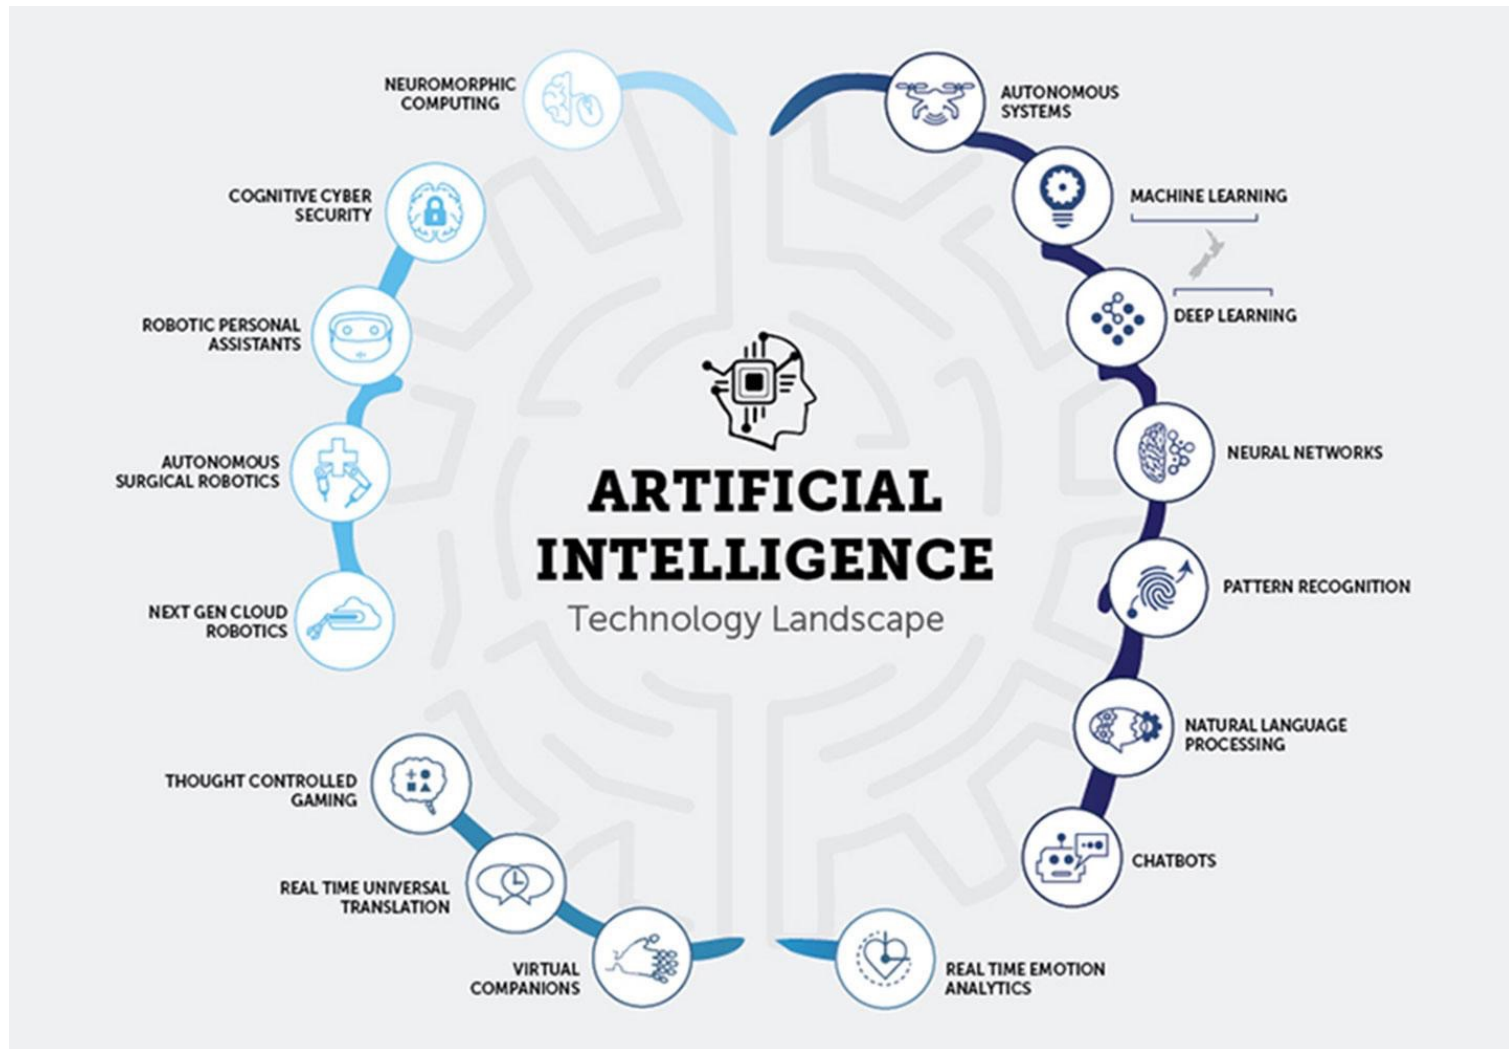 NEUROMORPHIC
COMPUTING
COGNITIVE CYBER
SECURITY
ROBOTIC PERSONAL
ASSISTANTS
AUTONOMOUS
SURGICAL ROBOTICS
NEXT GEN CLOUD
ROBOTICS
THOUGHT CONTROLLED
GAMING
REAL TIME UNIVERSAL
TRANSLATION
VIRTUAL
COMPANIONS
ARTIFICIAL
INTELLIGENCE
Technology Landscape
AUTONOMOUS
SYSTEMS
MACHINE LEARNING
DEEP LEARNING
NEURAL NETWORKS
PATTERN RECOGNITION
NATURAL LANGUAGE
PROCESSING
CHATBOTS
REAL TIME EMOTION
ANALYTICS